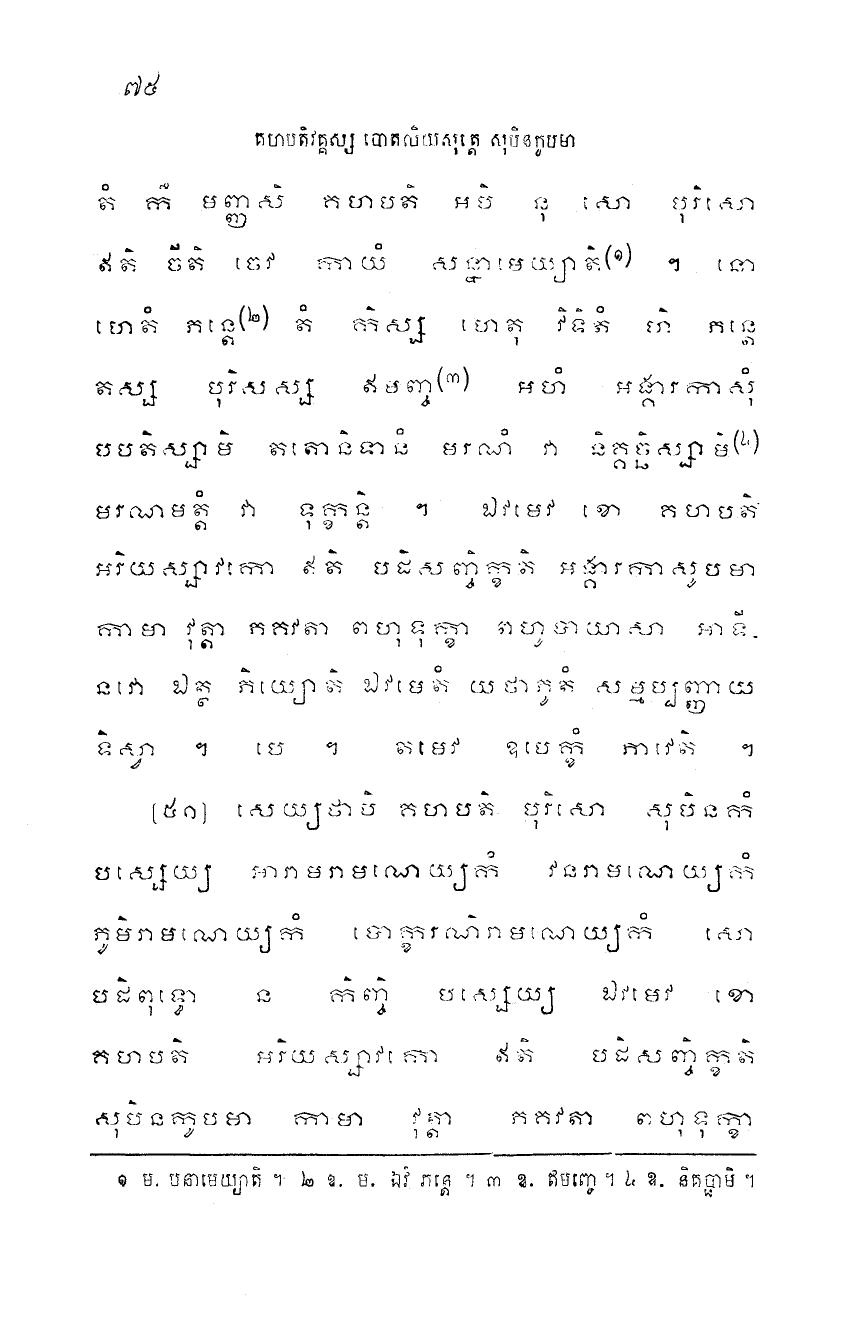 ៧៥
គហបតិវគ្គស្ស បោតលិយសុត្តេ សុបិនកូបមា
តំ កឹ មញ្ញសិ គហបតិ អបិ នុ សោ បុរិសោ
ឥតិ ចីតិ ចេវ កាយំ សន្នាមេយ្យាតិ(១) ។ នោ
ហេតំ ភន្តេ(២) តំ កិស្ស ហេតុ វិទិតំ ហិ ភន្តេ
តស្ស បុរិសស្ស ឥមញ្ច(៣) អហំ អង្គារកាសុំ
បបតិស្សាមិ តតោនិទានំ មរណំ វា និគ្គច្ឆិស្សាមិ(៤)
មរណមត្តំ វា ទុក្ខន្តិ ។ ឯវមេវ ខោ គហបតិ
អរិយស្សាវកោ ឥតិ បដិសញ្ចិក្ខតិ អង្គារកាសូបមា
កាមា វុត្តា ភគវតា ពហុទុក្ខា ពហូបាយាសា អាទី-
នវោ ឯត្ថ ភិយ្យោតិ ឯវមេតំ យថាភូតំ សម្មប្បញ្ញាយ
ទិស្វា ។ បេ ។ តមេវ ឧបេក្ខំ ភាវេតិ ។
[៥១] សេយ្យថាបិ គហបតិ បុរិសោ សុបិនកំ
បស្សេយ្យ អារាមរាមណេយ្យកំ វនរាមណេយ្យកំ
ភូមិរាមណេយ្យកំ បោក្ខរណិរាមណេយ្យកំ សោ
បដិពុទ្ធោ ន កិញ្ចិ បស្សេយ្យ ឯវមេវ ខោ
គហបតិ អរិយស្សាវកោ ឥតិ បដិសញ្ចិក្ខតិ
សុបិនកូបមា កាមា វុត្តា ភគវតា ពហុទុក្ខា
១ ម. បនាមេយ្យាតិ ។ ២ ឱ. ម. ឯវំ ភន្តេ ។ ៣ ឱ. ឥមញ្ចេ ។ ៤ ឱ. និគច្ឆាមិ ។